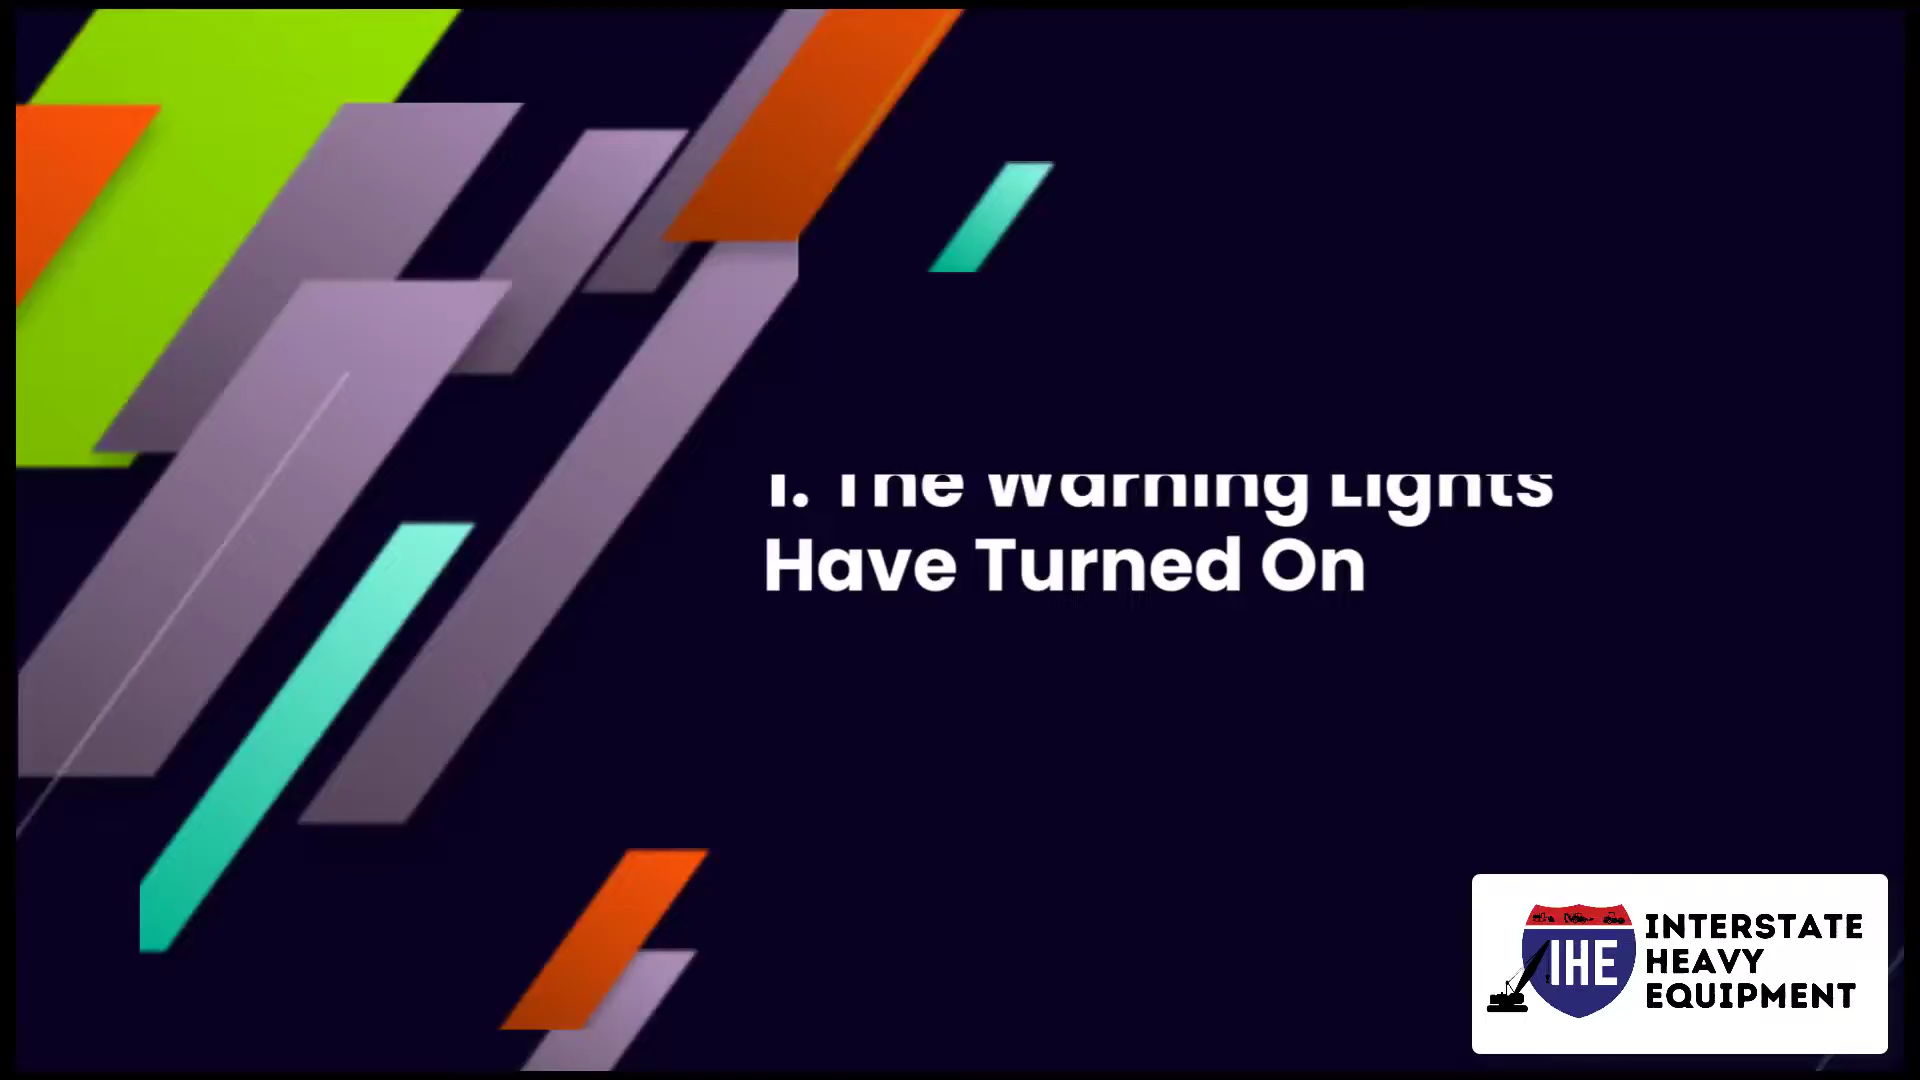 1. The Warning Lights
Have Turned On
IHE
INTERSTATE
HEAVY
EQUIPMENT